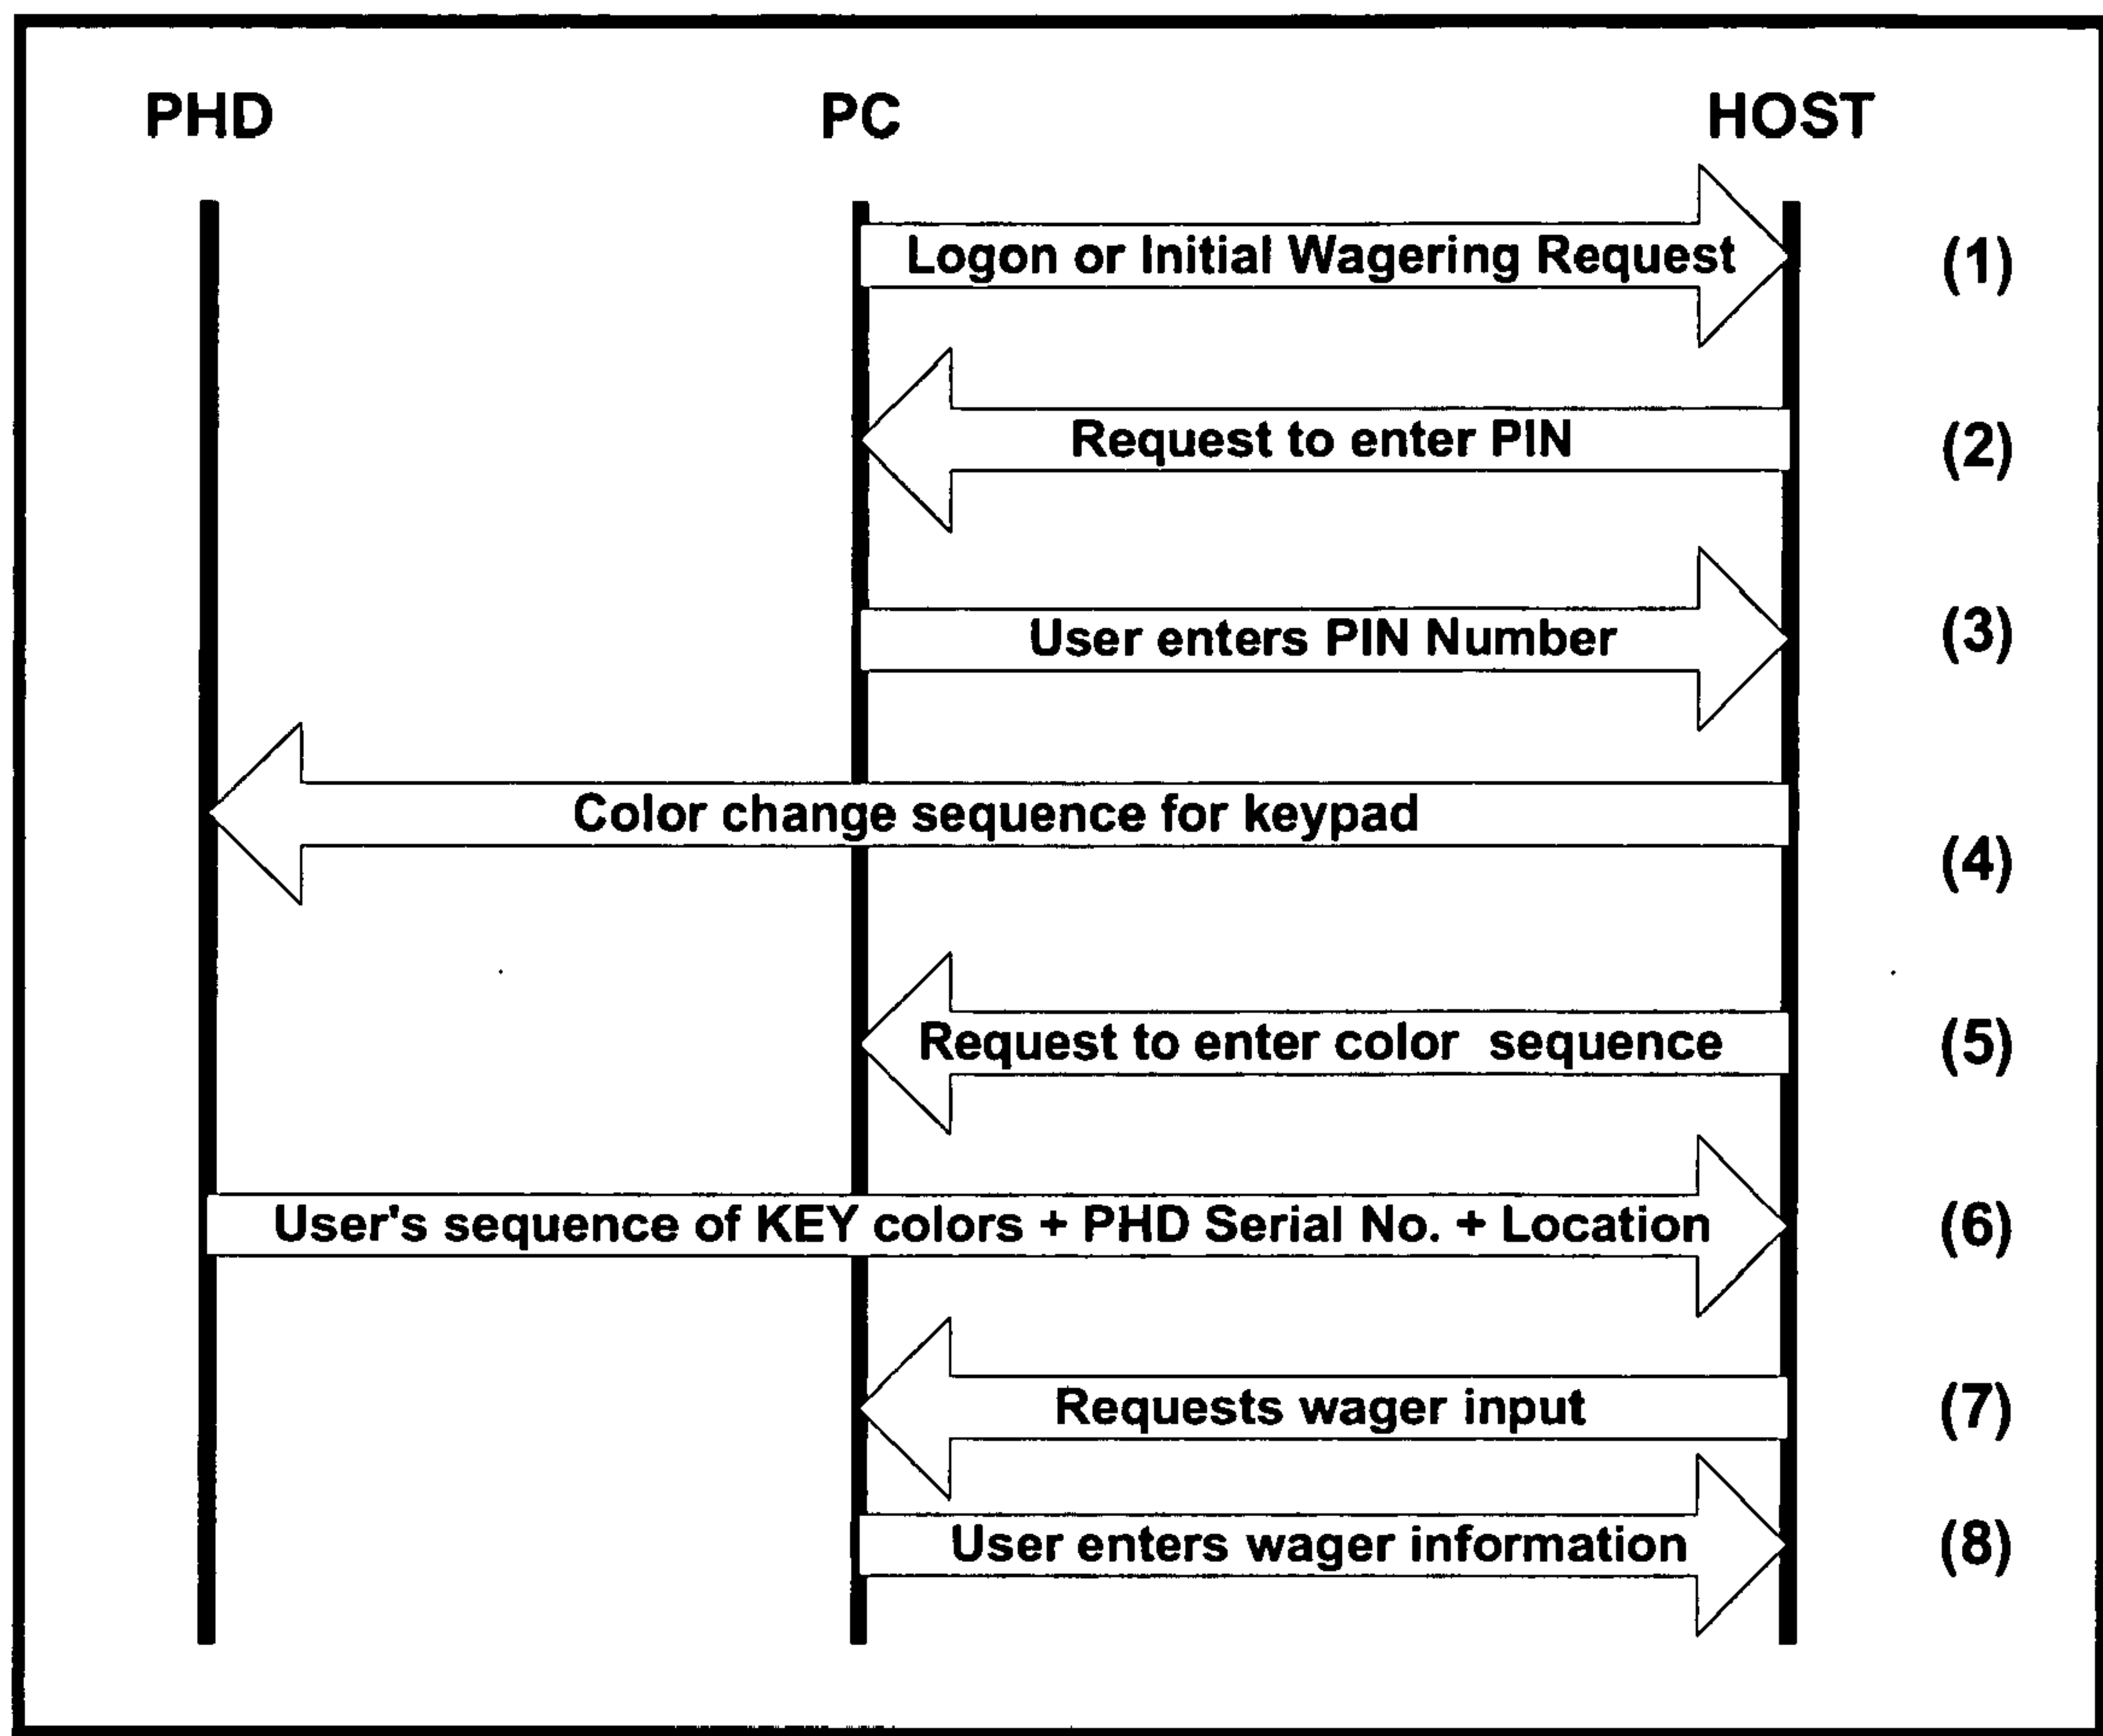 PHD PC HOST
Logon or Initial Wagering Request (1)
Request to enter PIN (2)
User enters PIN Number (3)
Color change sequence for keypad
(4)
Request to enter color sequence (5)
User's sequence of KEY colors + PHD Serial No. + Location (6)
Requests wager input (7)
User enters wager information (8)